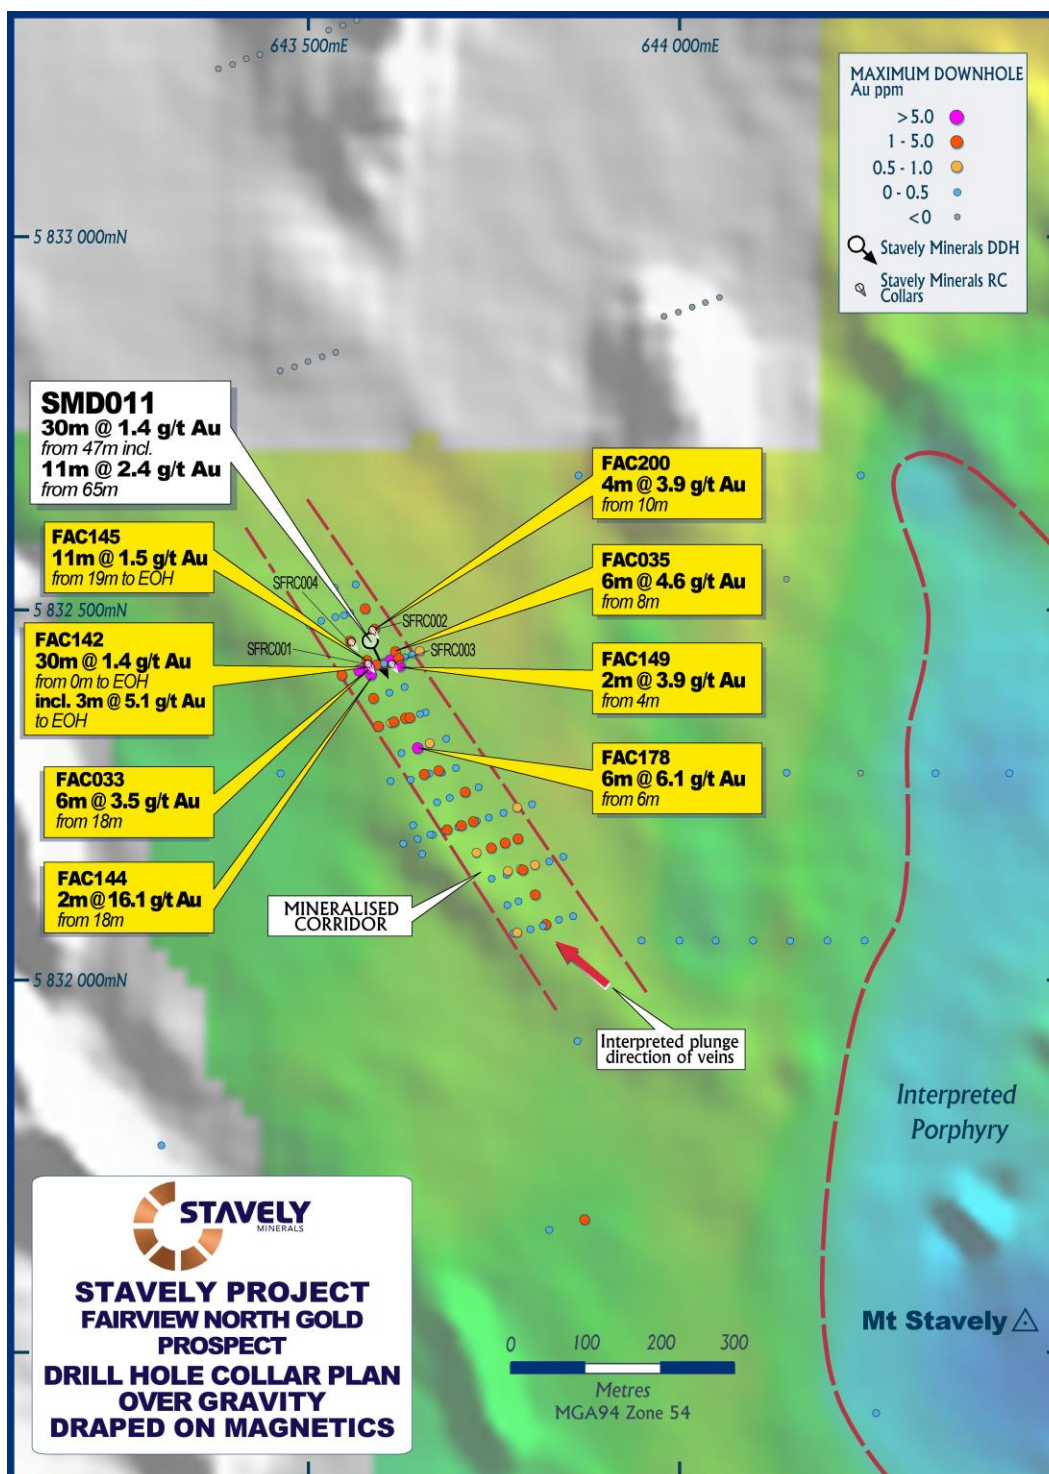 643 500mE
644 000mE
MAXIMUM DOWNHOLE
Au ppm
>5.0
1 - 5.0
0.5 - 1.0
0 - 0.5
<0
Stavely Minerals DDH
Stavely Minerals RC
Collars
5 833 000mN
SMD011
30m @ 1.4 g/t Au
from 47m incl.
11m @ 2.4 g/t Au
from 65m
FAC200
4m @ 3.9 g/t Au
from 10m
FAC145
11m @ 1.5 g/t Au
from 19m to EOH
FAC035
6m @ 4.6 g/t Au
from 8m
SFRC004
5 832 500mN
SFRC002
SFRC001
SFRC003
FAC142
30m @ 1.4 g/t Au
from 0m to EOH
incl. 3m @ 5.1 g/t Au
to EOH
FAC149
2m @ 3.9 g/t Au
from 4m
FAC033
6m @ 3.5 g/t Au
from 18m
FAC178
6m @ 6.1 g/t Au
from 6m
FAC144
2m @ 16.1 g/t Au
from 18m
MINERALISED
CORRIDOR
5 832 000mN
Interpreted plunge
direction of veins
Interpreted
Porphyry
Mt Stavely
STAVELY
MINERALS
STAVELY PROJECT
FAIRVIEW NORTH GOLD
PROSPECT
DRILL HOLE COLLAR PLAN
OVER GRAVITY
DRAPED ON MAGNETICS
0 100 200 300
Metres
MGA94 Zone 54